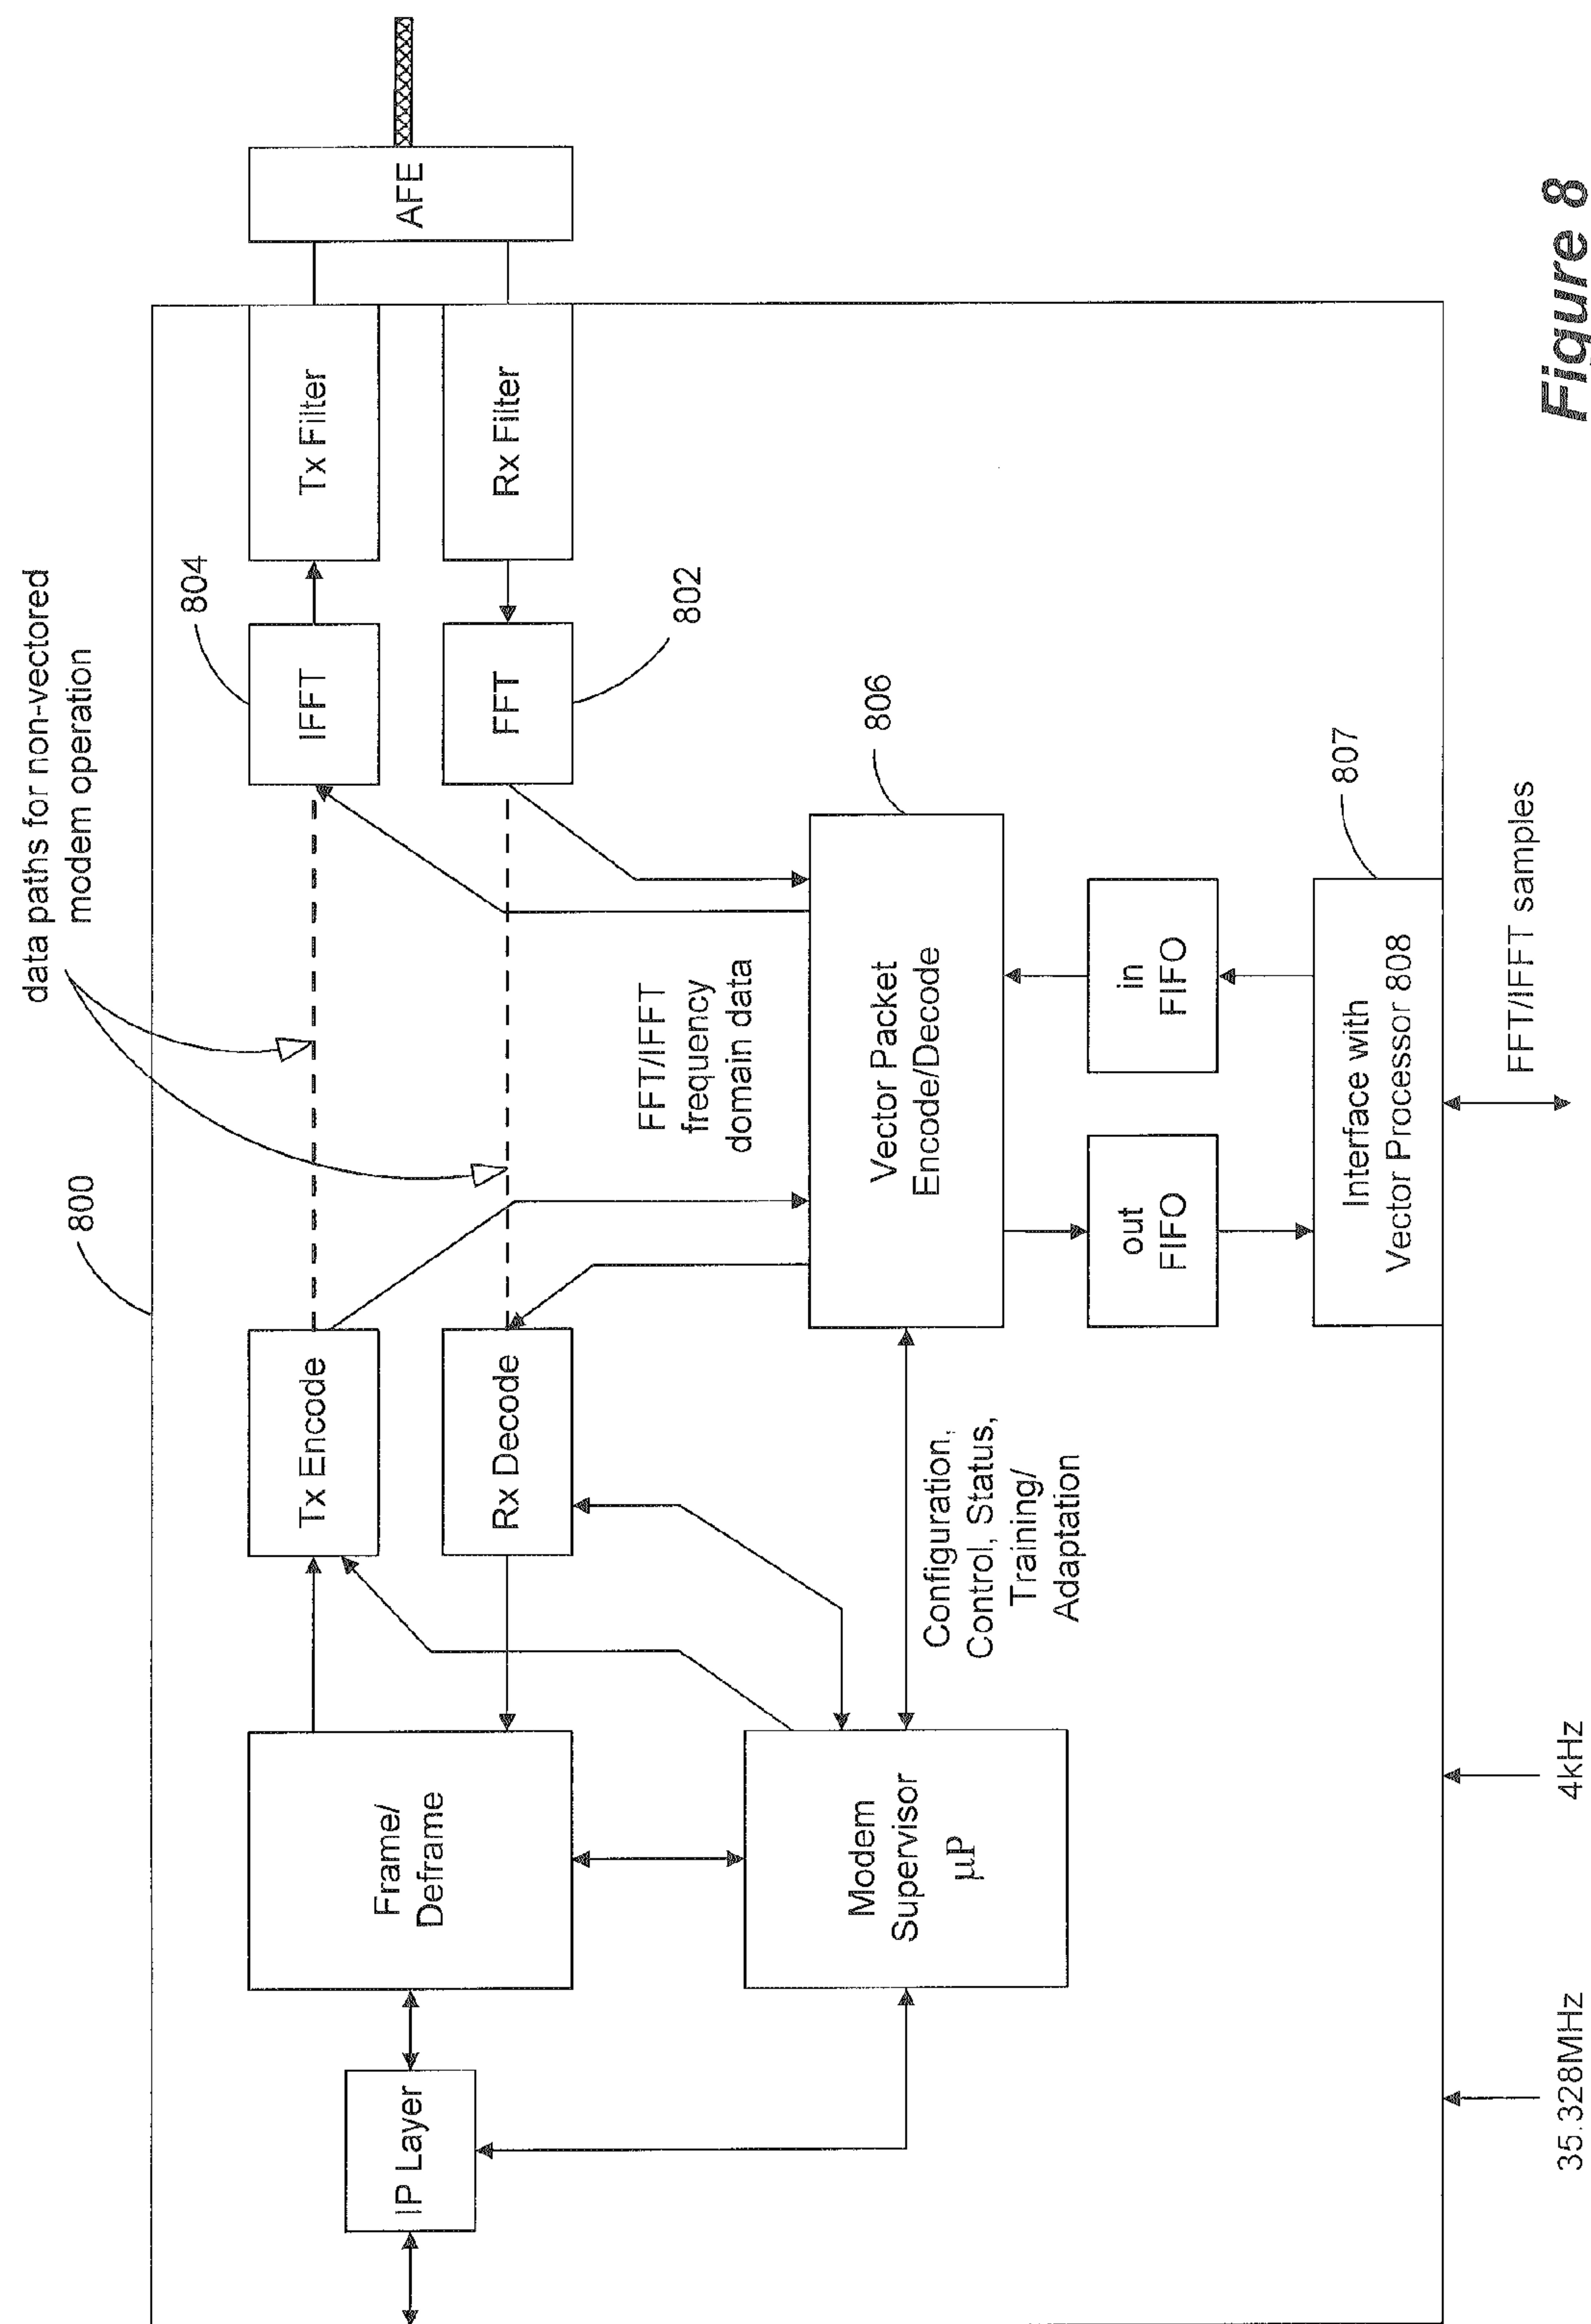 data paths for non-vectored
modem operation
800
804
IFFT
Tx Filter
AFE
Tx Encode
Frame/
Deframe
IP Layer
Rx Decode
FFT
802
Rx Filter
FFT/IFFT
frequency
domain data
806
Vector Packet
Encode/Decode
Modem
Supervisor
µP
Configuration,
Control, Status,
Training/
Adaptation
out
FIFO
in
FIFO
807
Interface with
Vector Processor 808
35.328MHz
4kHz
FFT/IFFT samples
Figure 8